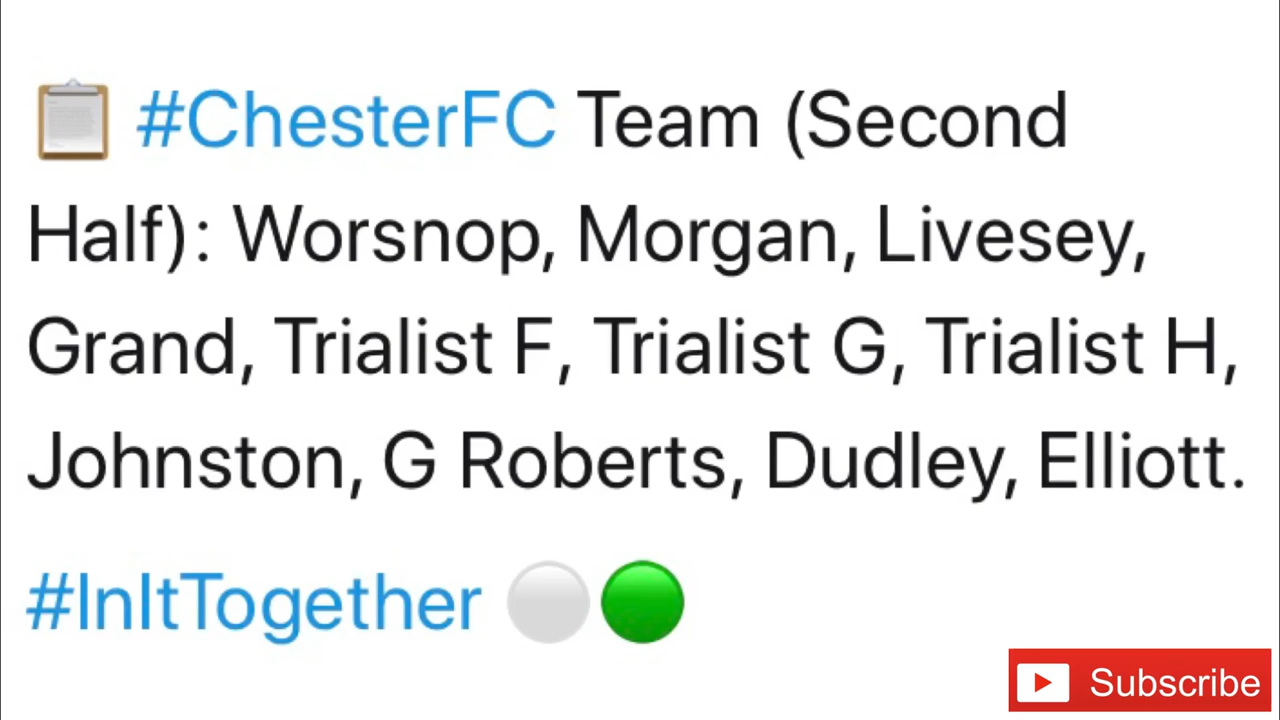 #ChesterFC Team (Second
Half): Worsnop, Morgan, Livesey,
Grand, Trialist F, Trialist G, Trialist H,
Johnston, G Roberts, Dudley, Elliott.
#InItTogether
Subscribe